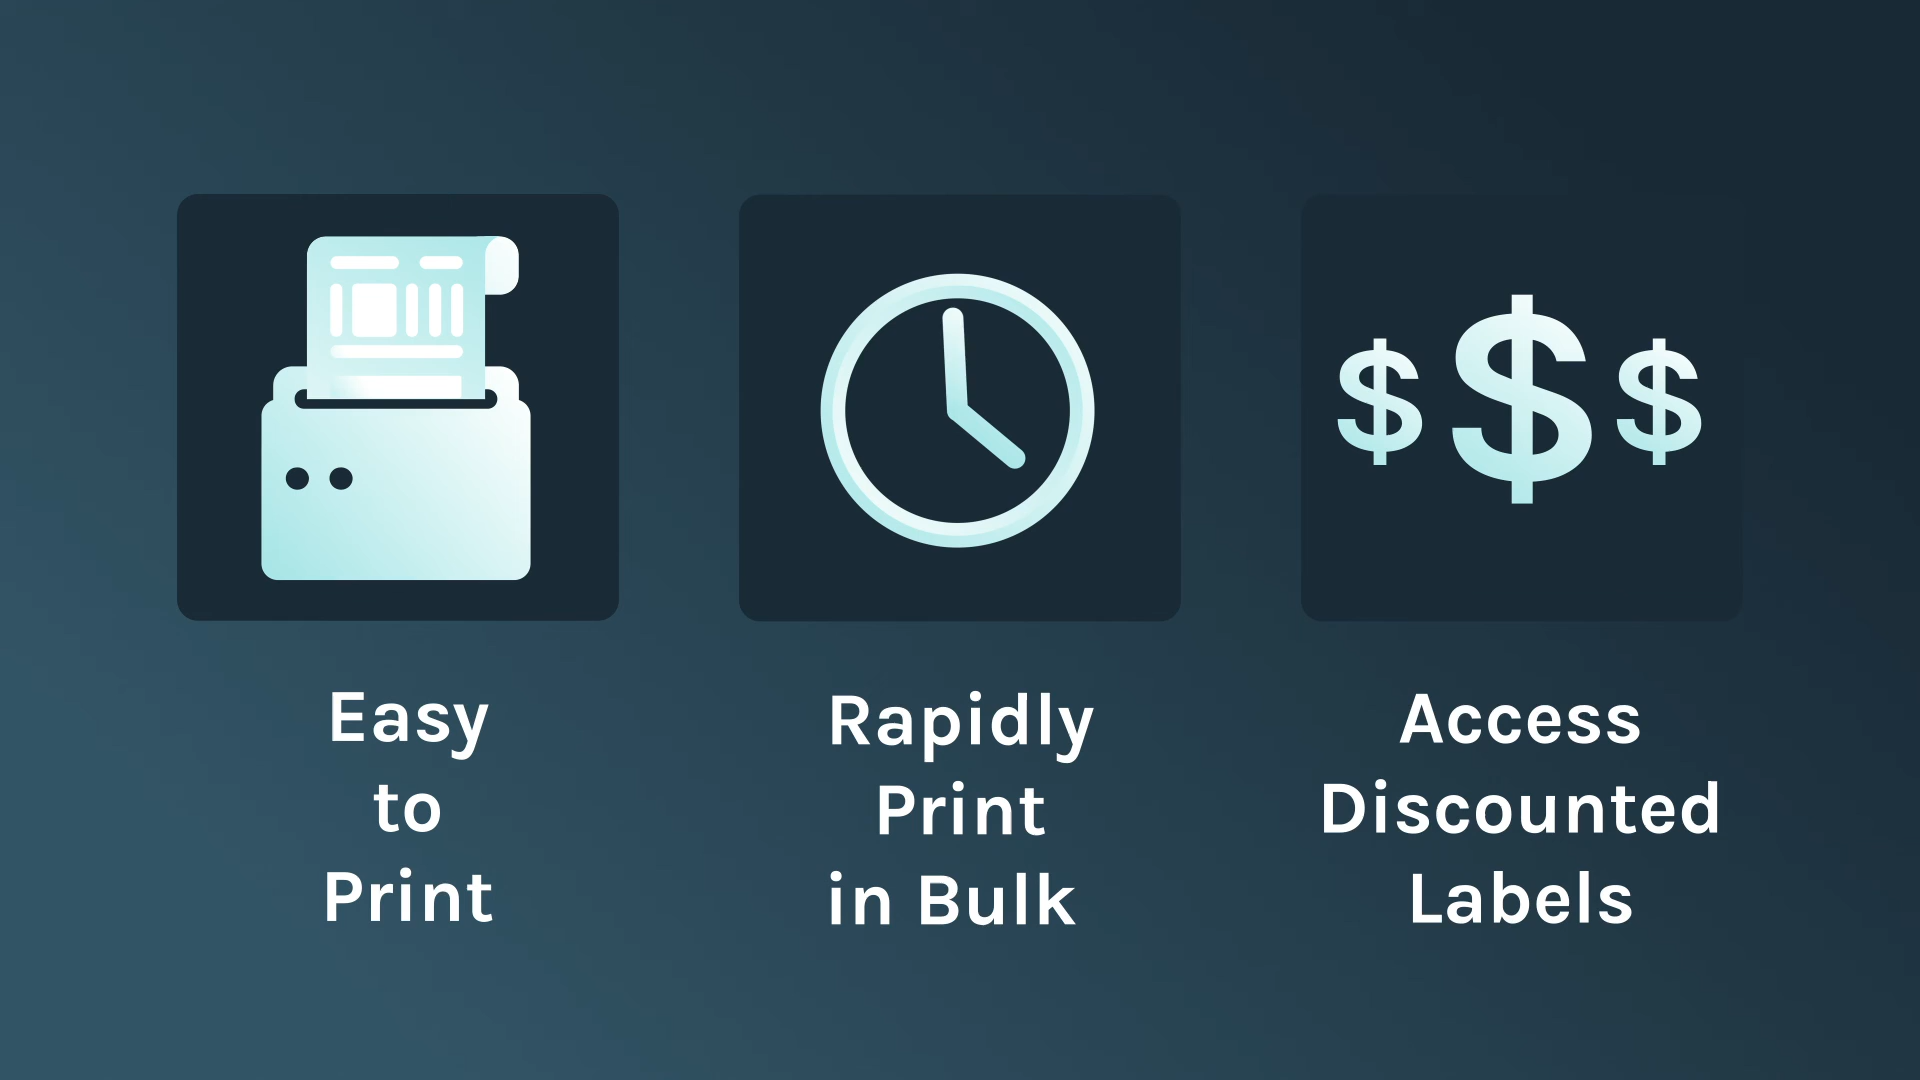 $ $ $
Easy
to
Print
Rapidly
Print
in Bulk
Access
Discounted
Labels